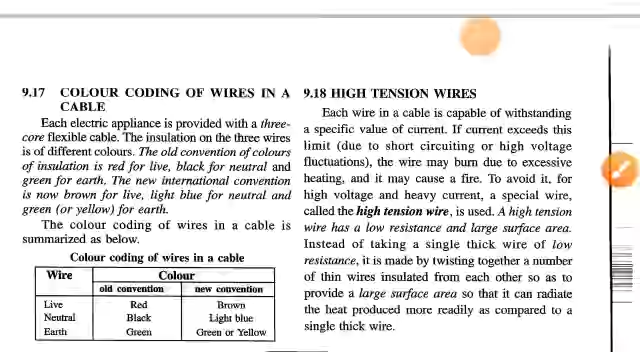 9.17 COLOUR CODING OF WIRES IN A
CABLE
Each electric appliance is provided with a three-
core flexible cable. The insulation on the three wires
is of different colours. The old convention of colours
of insulation is red for live, black for neutral and
green for earth. The new international convention
is now brown for live, light blue for neutral and
green (or yellow) for earth.
The colour coding of wires in a cable is
summarized as below.
Colour coding of wires in a cable
Wire Colour
old convention new convention
Live Red Brown
Neutral Black Light blue
Earth Green Green or Yellow
9.18 HIGH TENSION WIRES
Each wire in a cable is capable of withstanding
a specific value of current. If current exceeds this
limit (due to short circuiting or high voltage
fluctuations), the wire may burn due to excessive
heating, and it may cause a fire. To avoid it, for
high voltage and heavy current, a special wire,
called the high tension wire, is used. A high tension
wire has a low resistance and large surface area.
Instead of taking a single thick wire of low
resistance, it is made by twisting together a number
of thin wires insulated from each other so as to
provide a large surface area so that it can radiate
the heat produced more readily as compared to a
single thick wire.